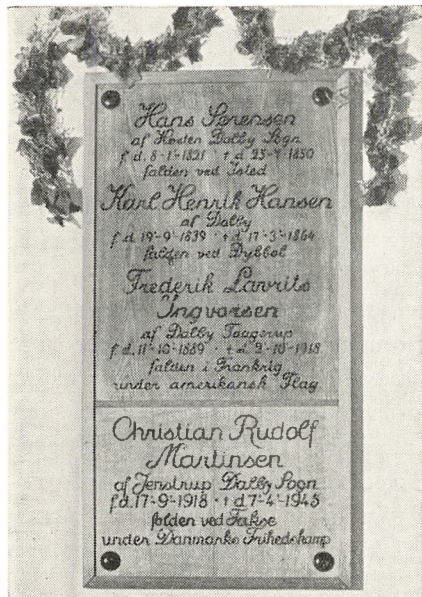 Hans Sørensen
af Hosten Dalby Sogn
f d. 8-1-1821 · † d 25-7-1850
falden ved Isted
Karl Henrik Hansen
af Dalby
f d. 19-9-1839 · † d 17-3-1864
falden ved Dybbøl
Frederik Lavrits
Ingvorsen
af Dalby Taagerup
f d. 11-10-1889 · † d 2-10-1918
falden i Frankrig
under amerikansk Flag
Christian Rudolf
Martinsen
af Jenstrup Dalby Sogn
f d. 17-9-1918 · † d 7-4-1945
falden ved Fakse
under Danmarks Frihedskamp